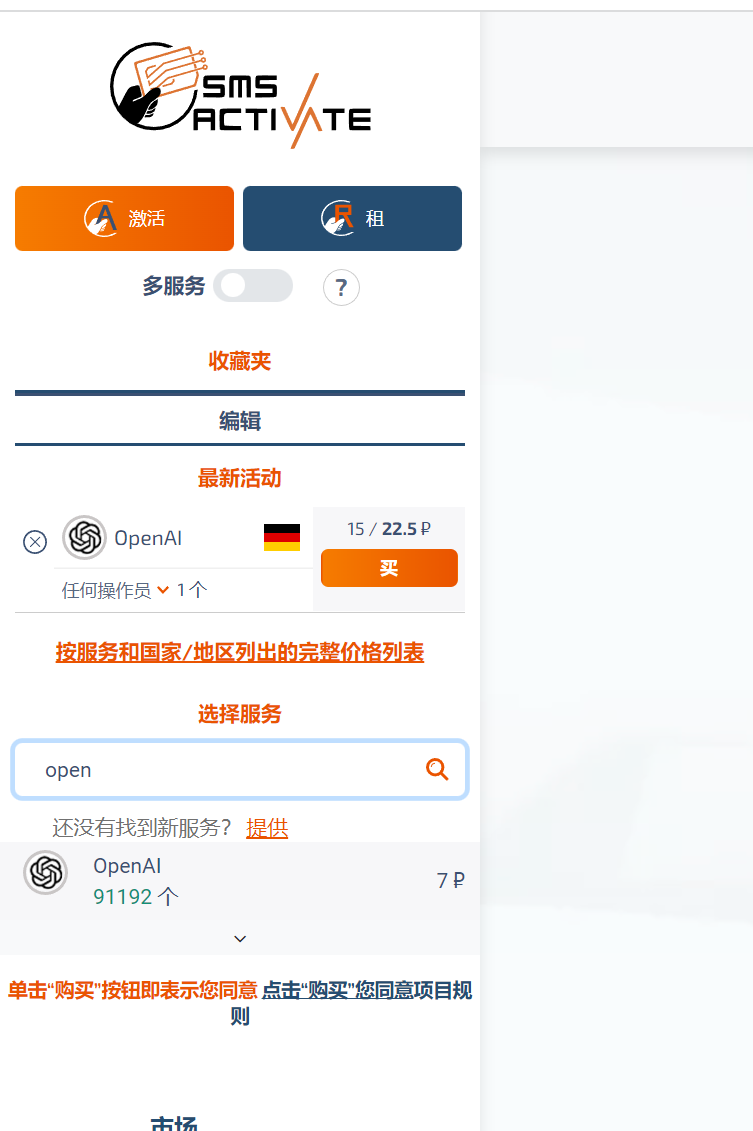 SMS
ACTIVATE
激活
租
多服务
?
收藏夹
编辑
最新活动
OpenAI
15 / 22.5 ₽
买
任何操作员 1 个
按服务和国家/地区列出的完整价格列表
选择服务
open
还没有找到新服务? 提供
OpenAI
91192 个
7 ₽
单击“购买”按钮即表示您同意 点击“购买”您同意项目规
则
市场